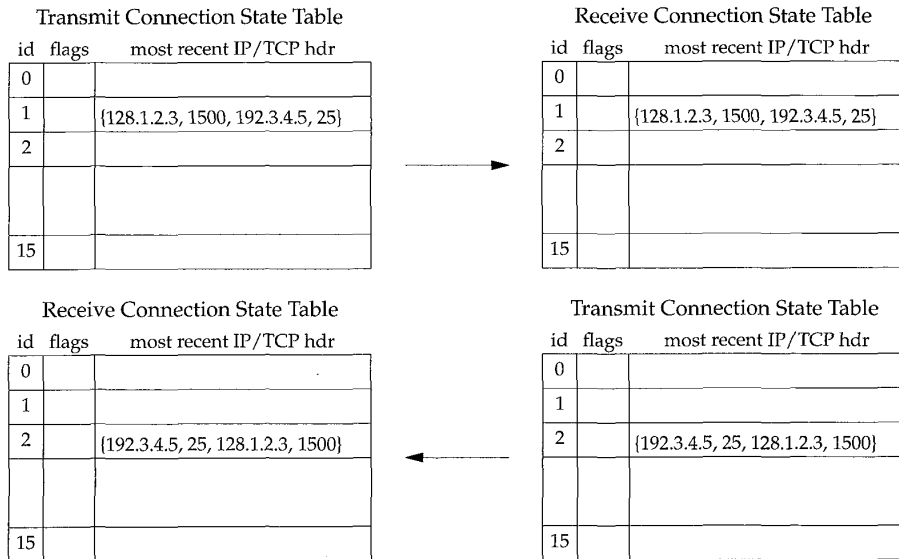 Transmit Connection State Table
id flags most recent IP/TCP hdr
0
1 {128.1.2.3, 1500, 192.3.4.5, 25}
2
15
Receive Connection State Table
id flags most recent IP/TCP hdr
0
1 {128.1.2.3, 1500, 192.3.4.5, 25}
2
15
Receive Connection State Table
id flags most recent IP/TCP hdr
0
1
2 {192.3.4.5, 25, 128.1.2.3, 1500}
15
Transmit Connection State Table
id flags most recent IP/TCP hdr
0
1
2 {192.3.4.5, 25, 128.1.2.3, 1500}
15